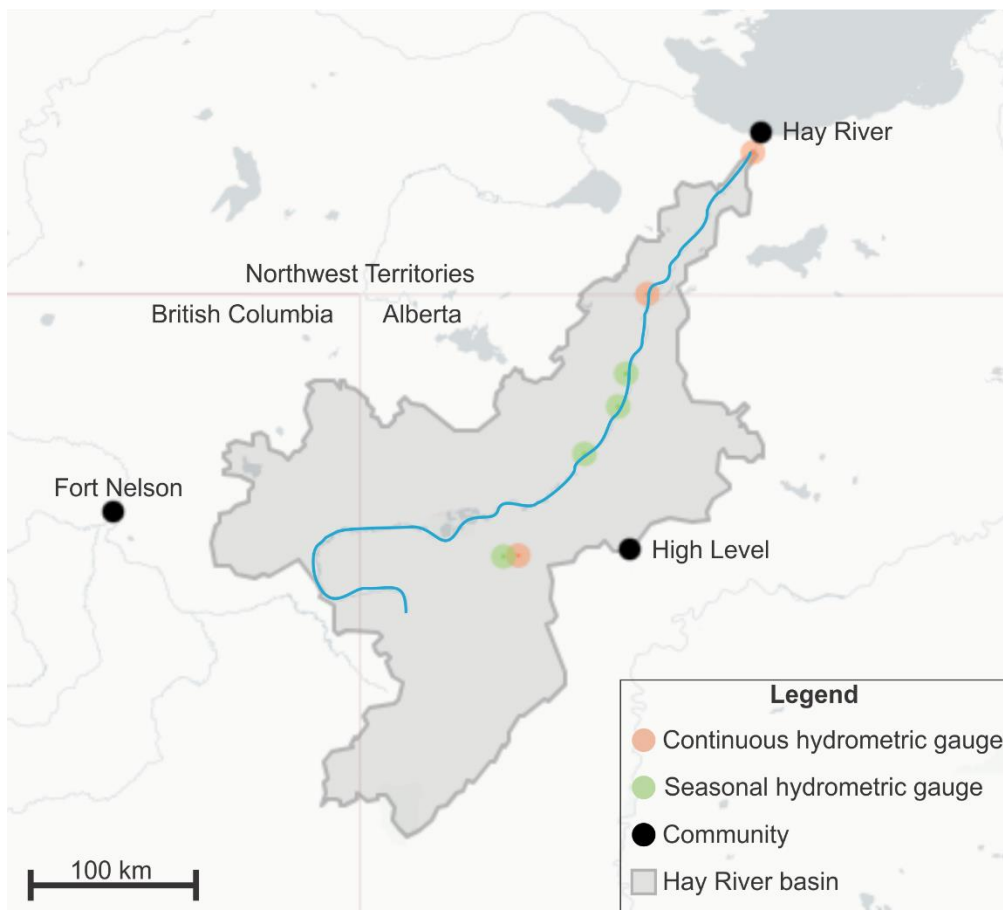 Hay River
Northwest Territories
British Columbia
Alberta
Fort Nelson
High Level
Legend
Continuous hydrometric gauge
Seasonal hydrometric gauge
Community
Hay River basin
100 km